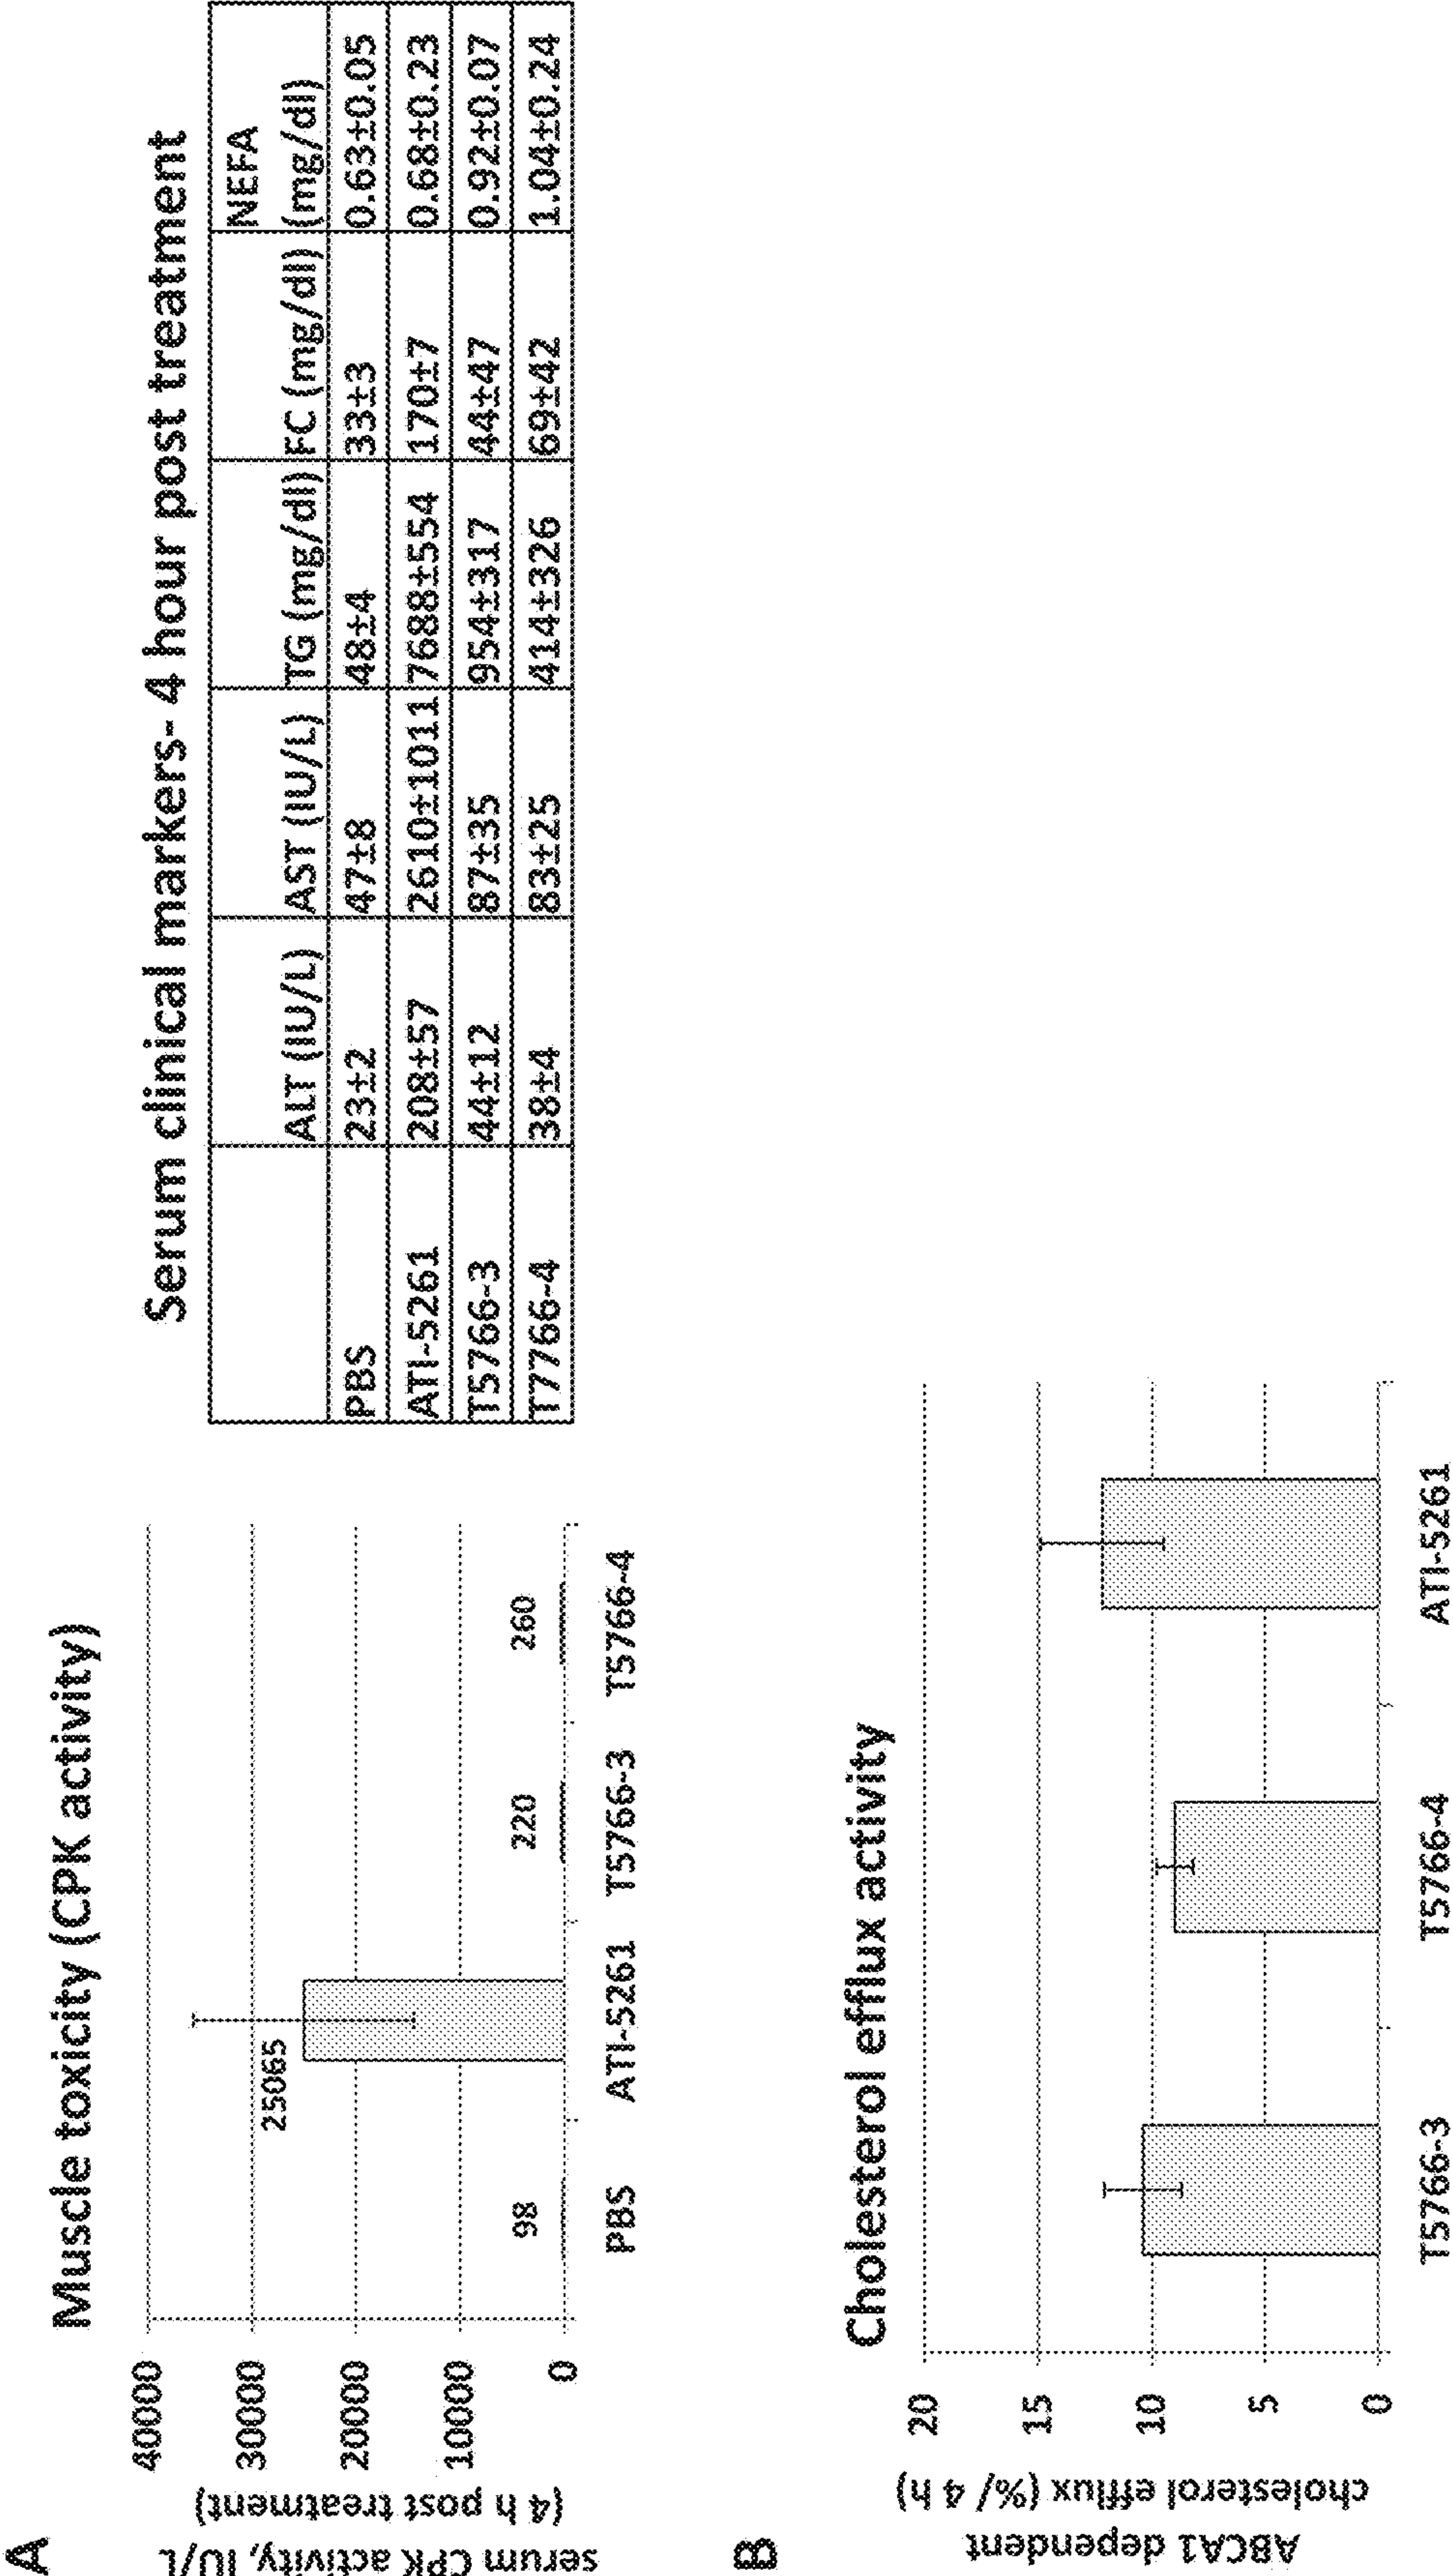 A
Muscle toxicity (CPK activity)
serum CPK activity, IU/L
(4 h post treatment)
40000
30000
20000
10000
0
98
25065
220
260
PBS ATI-5261 T5766-3 T5766-4
Serum clinical markers- 4 hour post treatment
ALT (IU/L) AST (IU/L) TG (mg/dl) FC (mg/dl) NEFA (mg/dl)
PBS 23±2 47±8 48±4 33±3 0.63±0.05
ATI-5261 208±57 2610±1011 7688±554 170±7 0.68±0.23
T5766-3 44±12 87±35 954±317 44±47 0.92±0.07
T7766-4 38±4 83±25 414±326 69±42 1.04±0.24
B
Cholesterol efflux activity
ABCA1 dependent
cholesterol efflux (%/ 4 h)
20
15
10
5
0
T5766-3 T5766-4 ATI-5261